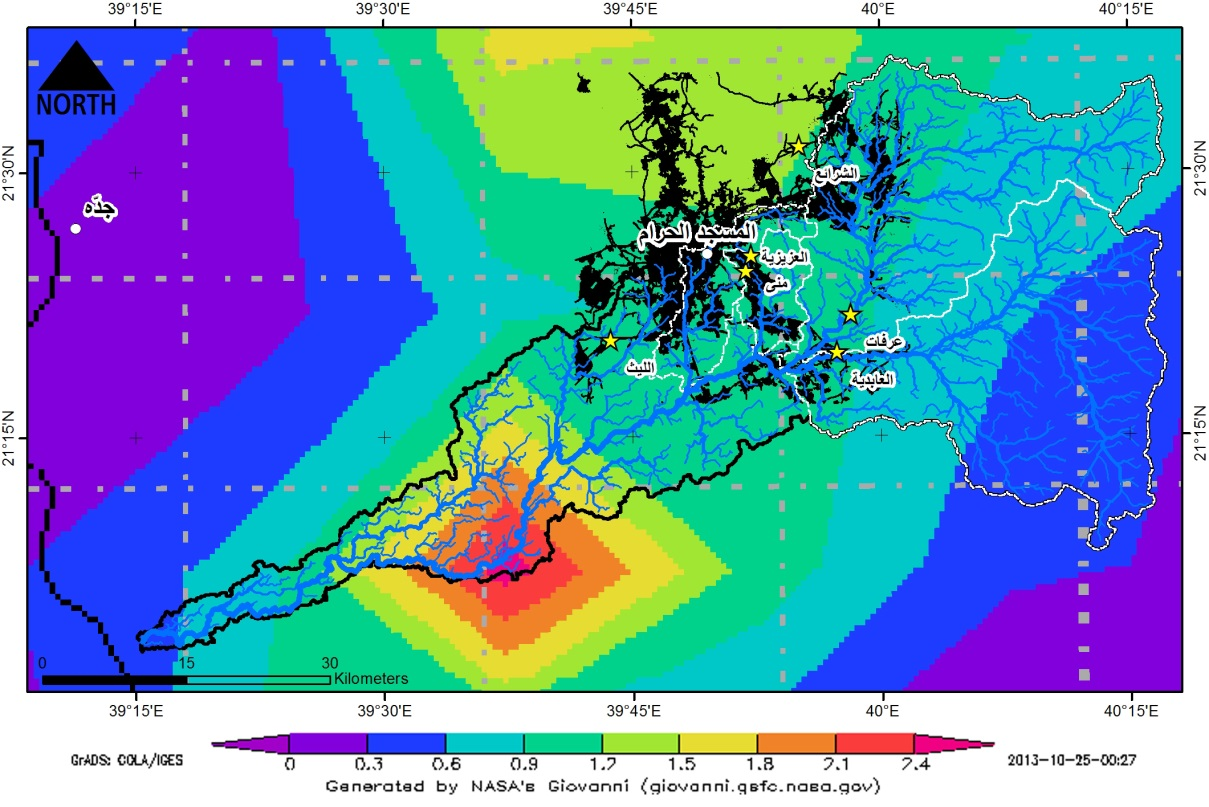 39°15'E 39°30'E 39°45'E 40°E 40°15'E
NORTH
21°30'N
21°30'N
الشرائع
جدّه
المسجد الحرام
العزيزية
منى
عرفات
الليث
العابدية
21°15'N
21°15'N
0 15 30
Kilometers
39°15'E 39°30'E 39°45'E 40°E 40°15'E
GrADS: COLA/IGES
2013-10-25-00:27
0 0.3 0.6 0.9 1.2 1.5 1.8 2.1 2.4
Generated by NASA's Giovanni (giovanni.gsfc.nasa.gov)